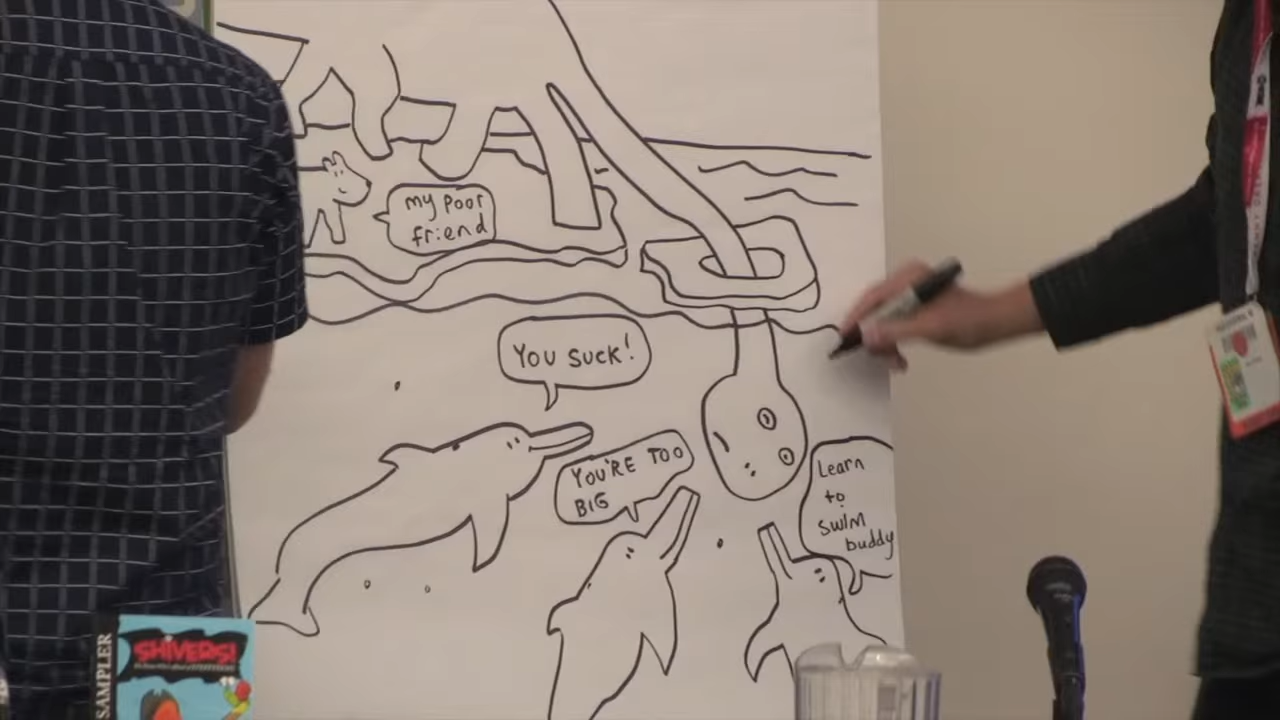 my poor
friend
You suck!
YOU'RE TOO
BIG
Learn
to
swim
buddy
SHIVERS!
SAMPLER